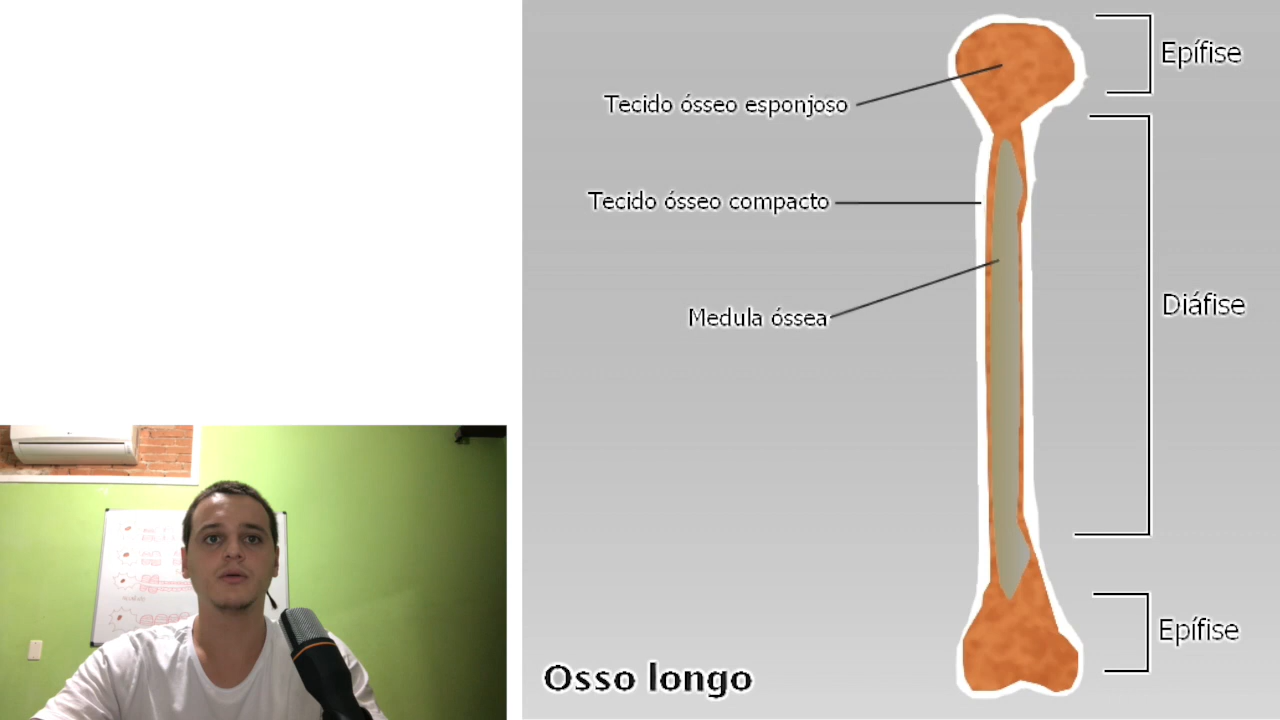 Epífise
Tecido ósseo esponjoso
Tecido ósseo compacto
Diáfise
Medula óssea
Epífise
Osso longo